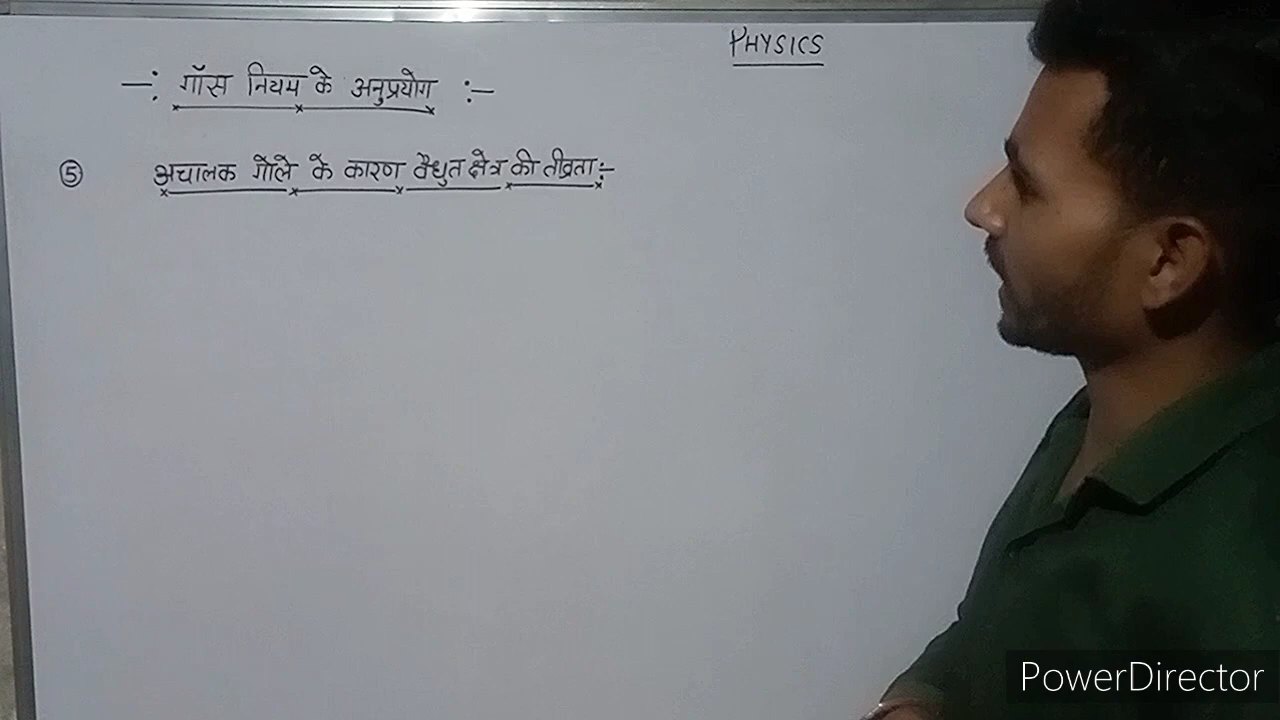 PHYSICS
—: गॉस नियम के अनुप्रयोग :—
⑤ अचालक गोले के कारण वैधुत क्षेत्र की तीव्रता:—
PowerDirector